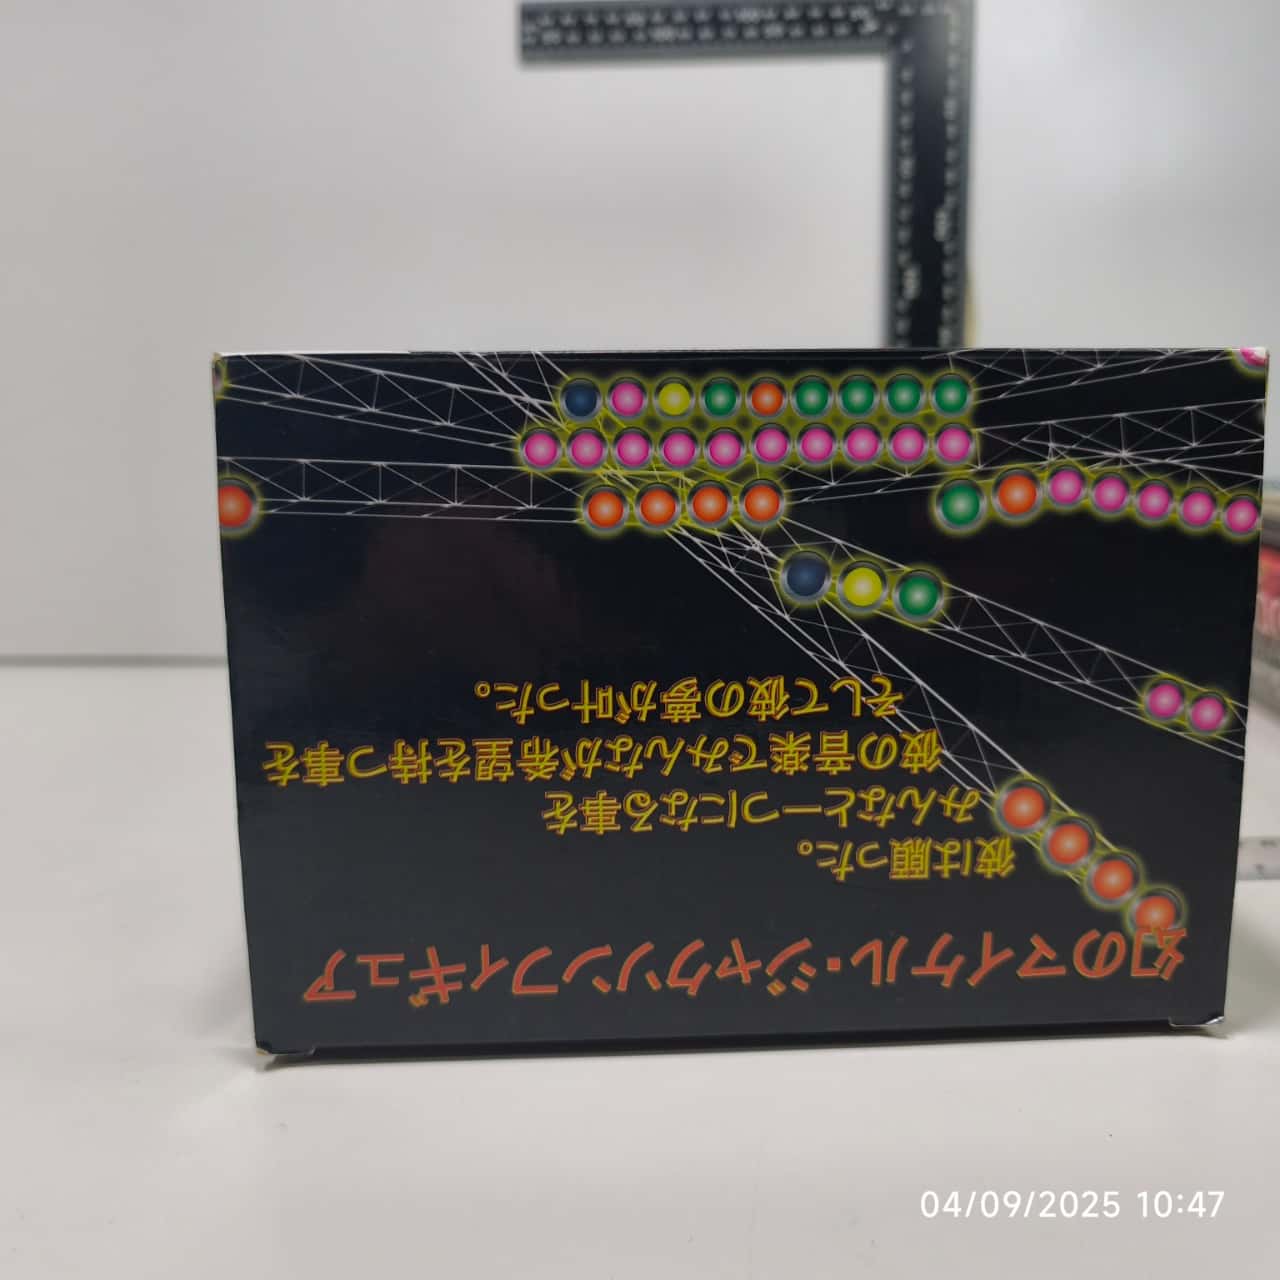 幻のマイケル・ジャクソンフィギュア
彼は願った。
みんなと一つになる事を
彼の音楽でみんなが希望を持つ事を
そして彼の夢が叶った。
04/09/2025 10:47